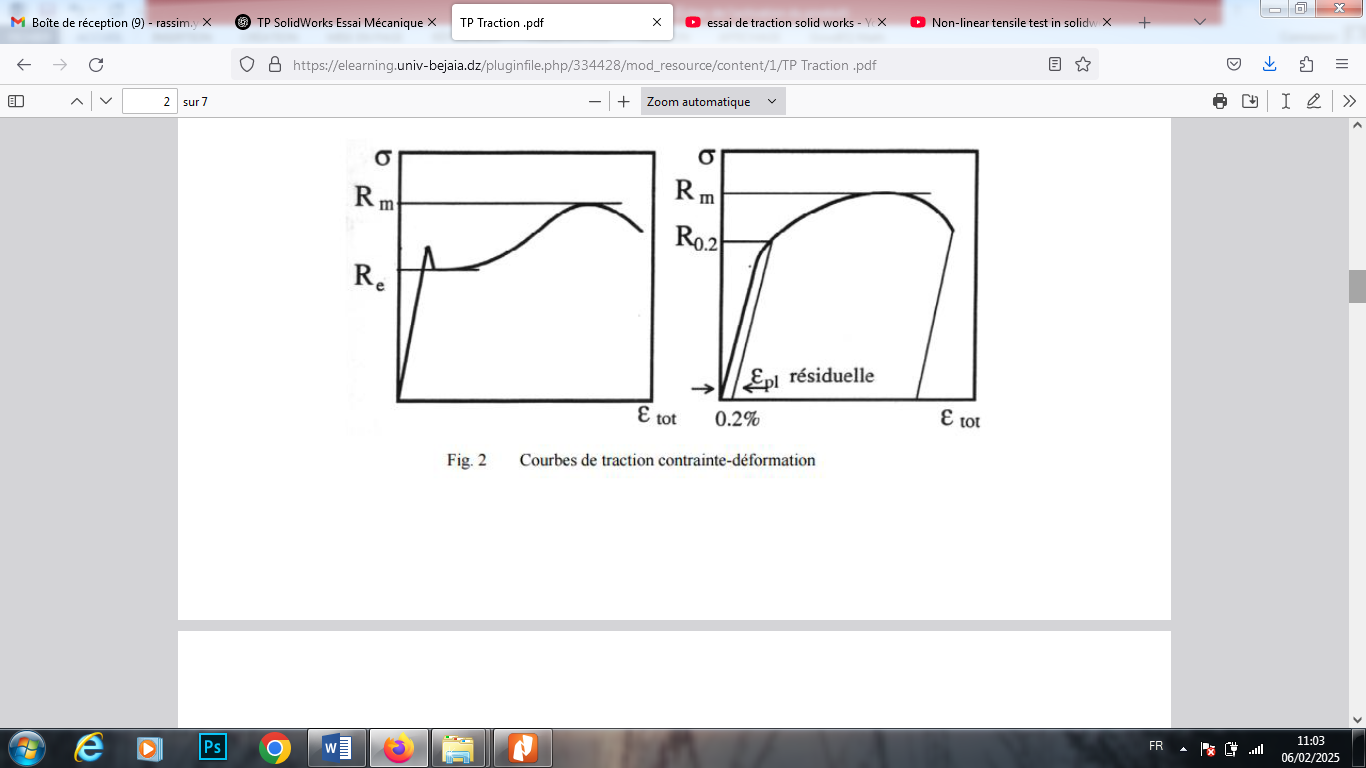 Boîte de réception (9) - rassim.y
TP SolidWorks Essai Mécanique
TP Traction .pdf
essai de traction solid works - Yo
Non-linear tensile test in solidw
https://elearning.univ-bejaia.dz/pluginfile.php/334428/mod_resource/content/1/TP Traction .pdf
2 sur 7
Zoom automatique
σ
R m
R e
ε tot
σ
R m
R0.2
ε pl résiduelle
0.2%
ε tot
Fig. 2 Courbes de traction contrainte-déformation
Ps
FR
11:03
06/02/2025